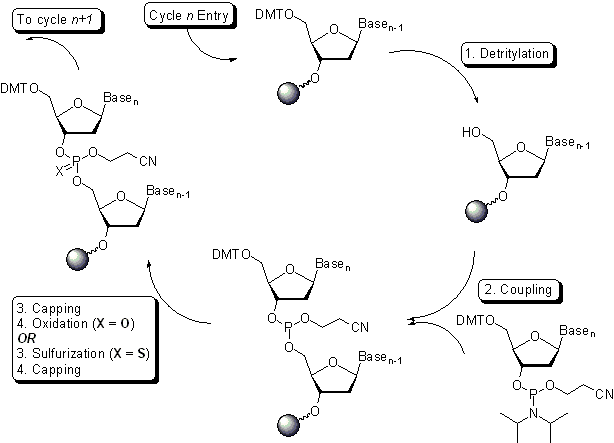 To cycle n+1
Cycle n Entry
DMTO
Base n-1
O
O
1. Detritylation
HO
Base n-1
O
O
2. Coupling
DMTO
Base n
O
O
O
P
CN
N
DMTO
Base n
O
O
O
P
CN
O
Base n-1
O
O
3. Capping
4. Oxidation (X = O)
OR
3. Sulfurization (X = S)
4. Capping
DMTO
Base n
O
O
O
P
CN
X
O
Base n-1
O
O